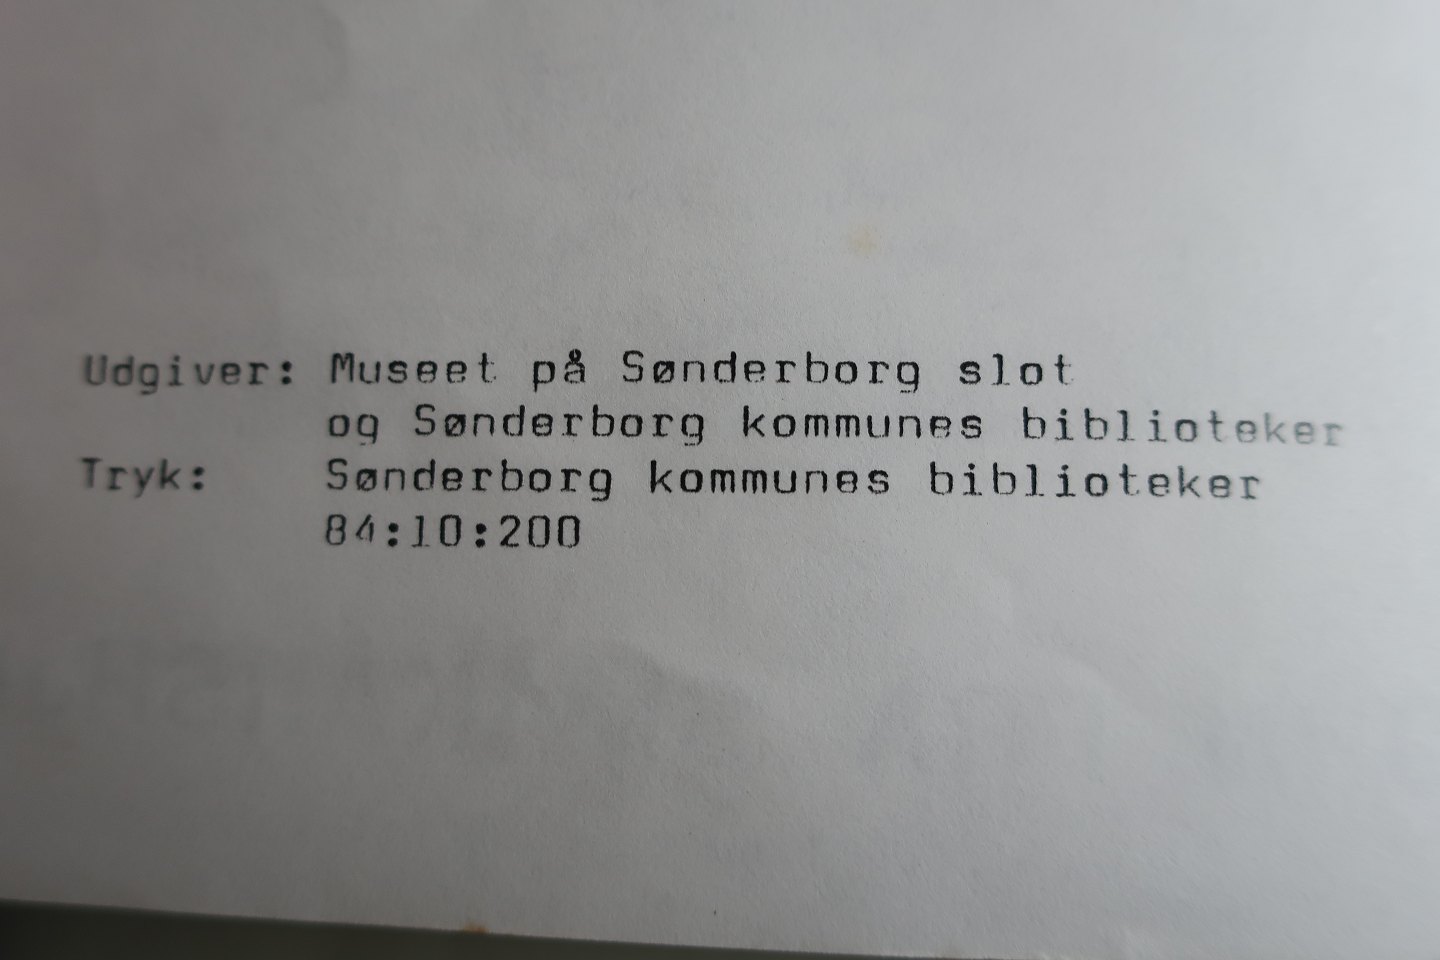 Udgiver: Museet på Sønderborg slot
og Sønderborg kommunes biblioteker
Tryk: Sønderborg kommunes biblioteker
84:10:200